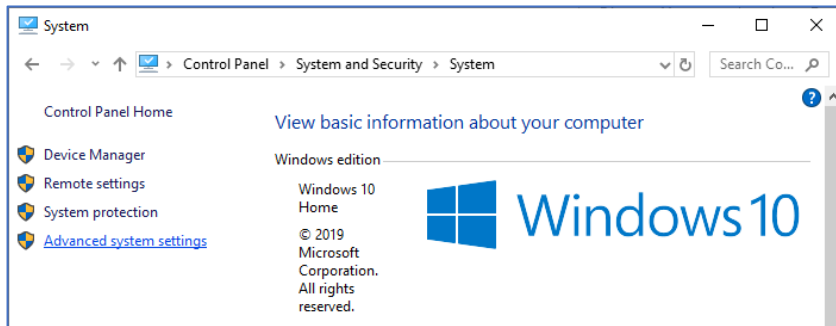 System
Control Panel > System and Security > System
Search Co...
Control Panel Home
Device Manager
Remote settings
System protection
Advanced system settings
?
View basic information about your computer
Windows edition
Windows 10
Home
© 2019
Microsoft
Corporation.
All rights
reserved.
Windows 10